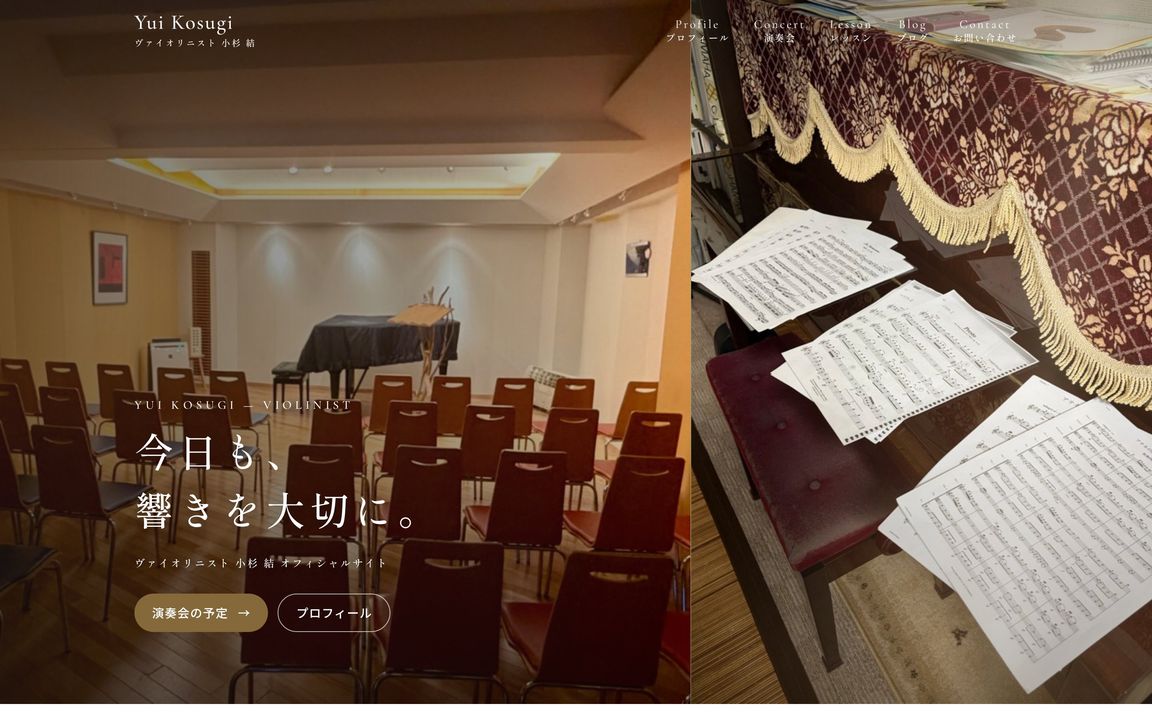 Yui Kosugi
ヴァイオリニスト 小杉 結
Profile
プロフィール
Concert
演奏会
Lesson
レッスン
Blog
ブログ
Contact
お問い合わせ
YUI KOSUGI — VIOLINIST
今日も、
響きを大切に。
ヴァイオリニスト 小杉 結 オフィシャルサイト
演奏会の予定 →
プロフィール